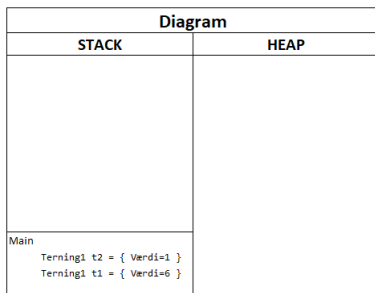 Diagram
STACK HEAP
Main
Terning1 t2 = { Værdi=1 }
Terning1 t1 = { Værdi=6 }